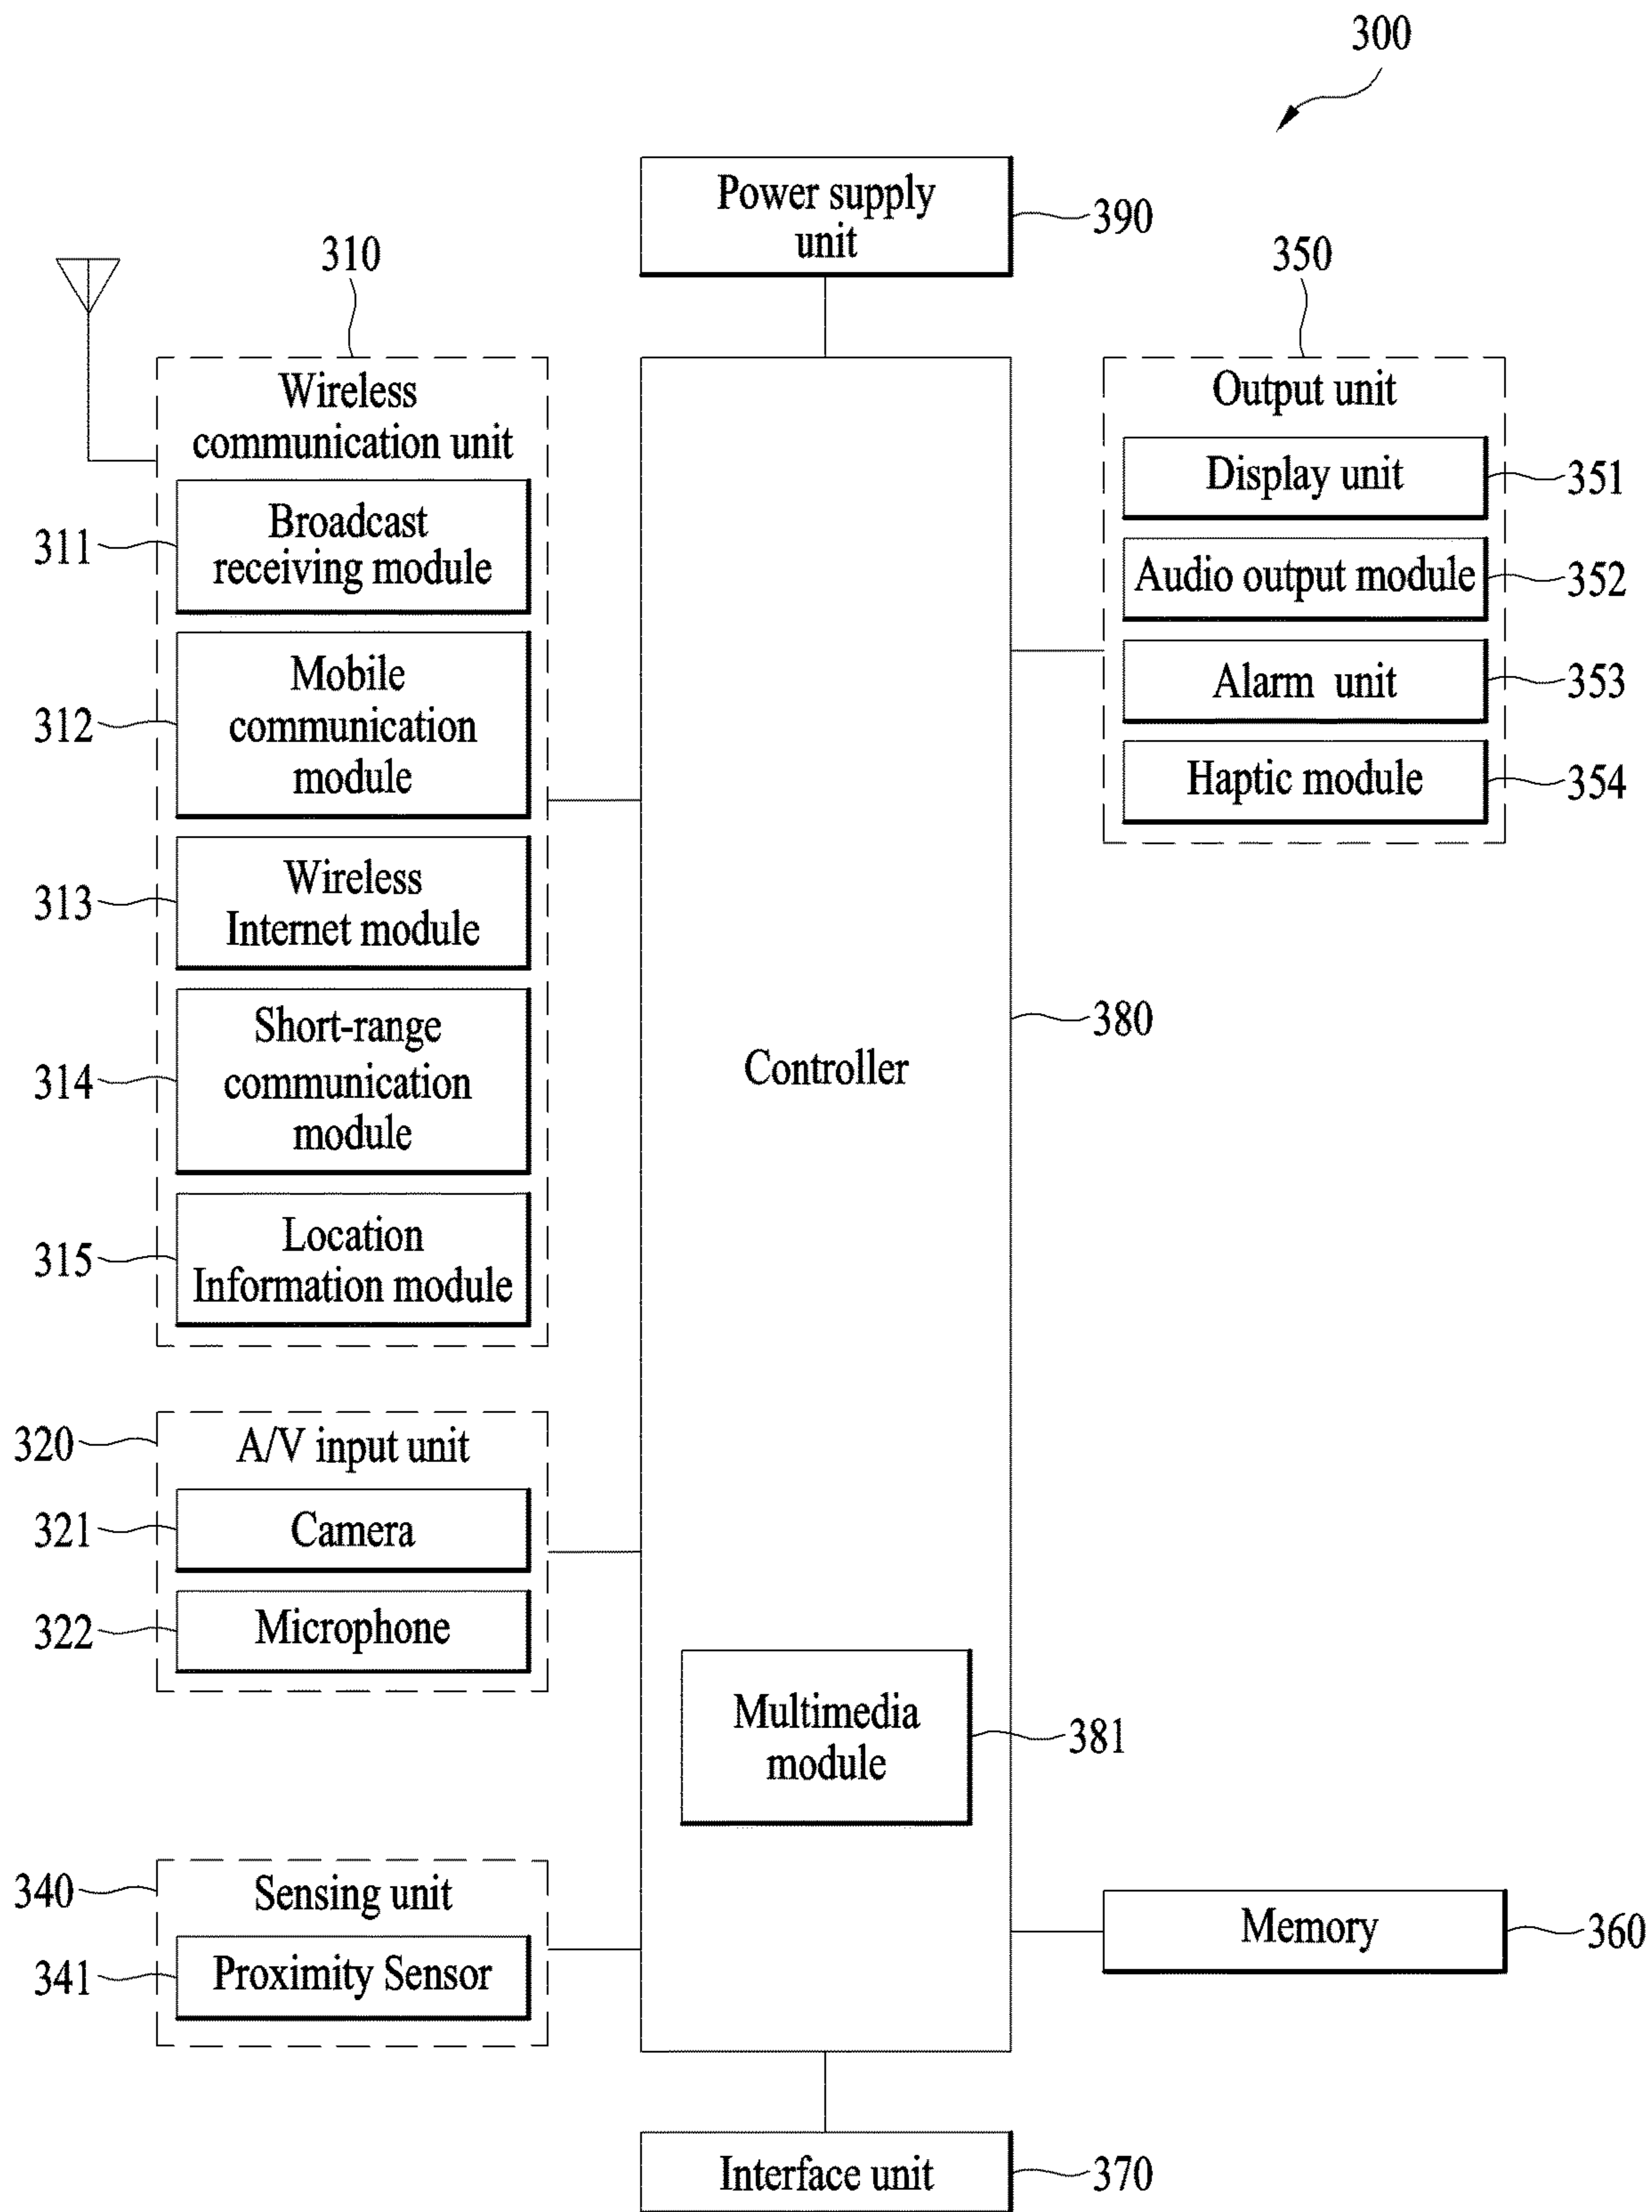 300
Power supply
unit
390
310
350
Wireless
communication unit
311
Broadcast
receiving module
312
Mobile
communication
module
313
Wireless
Internet module
314
Short-range
communication
module
315
Location
Information module
Output unit
Display unit
351
Audio output module
352
Alarm unit
353
Haptic module
354
Controller
380
320
A/V input unit
321
Camera
322
Microphone
Multimedia
module
381
340
Sensing unit
341
Proximity Sensor
Memory
360
Interface unit
370